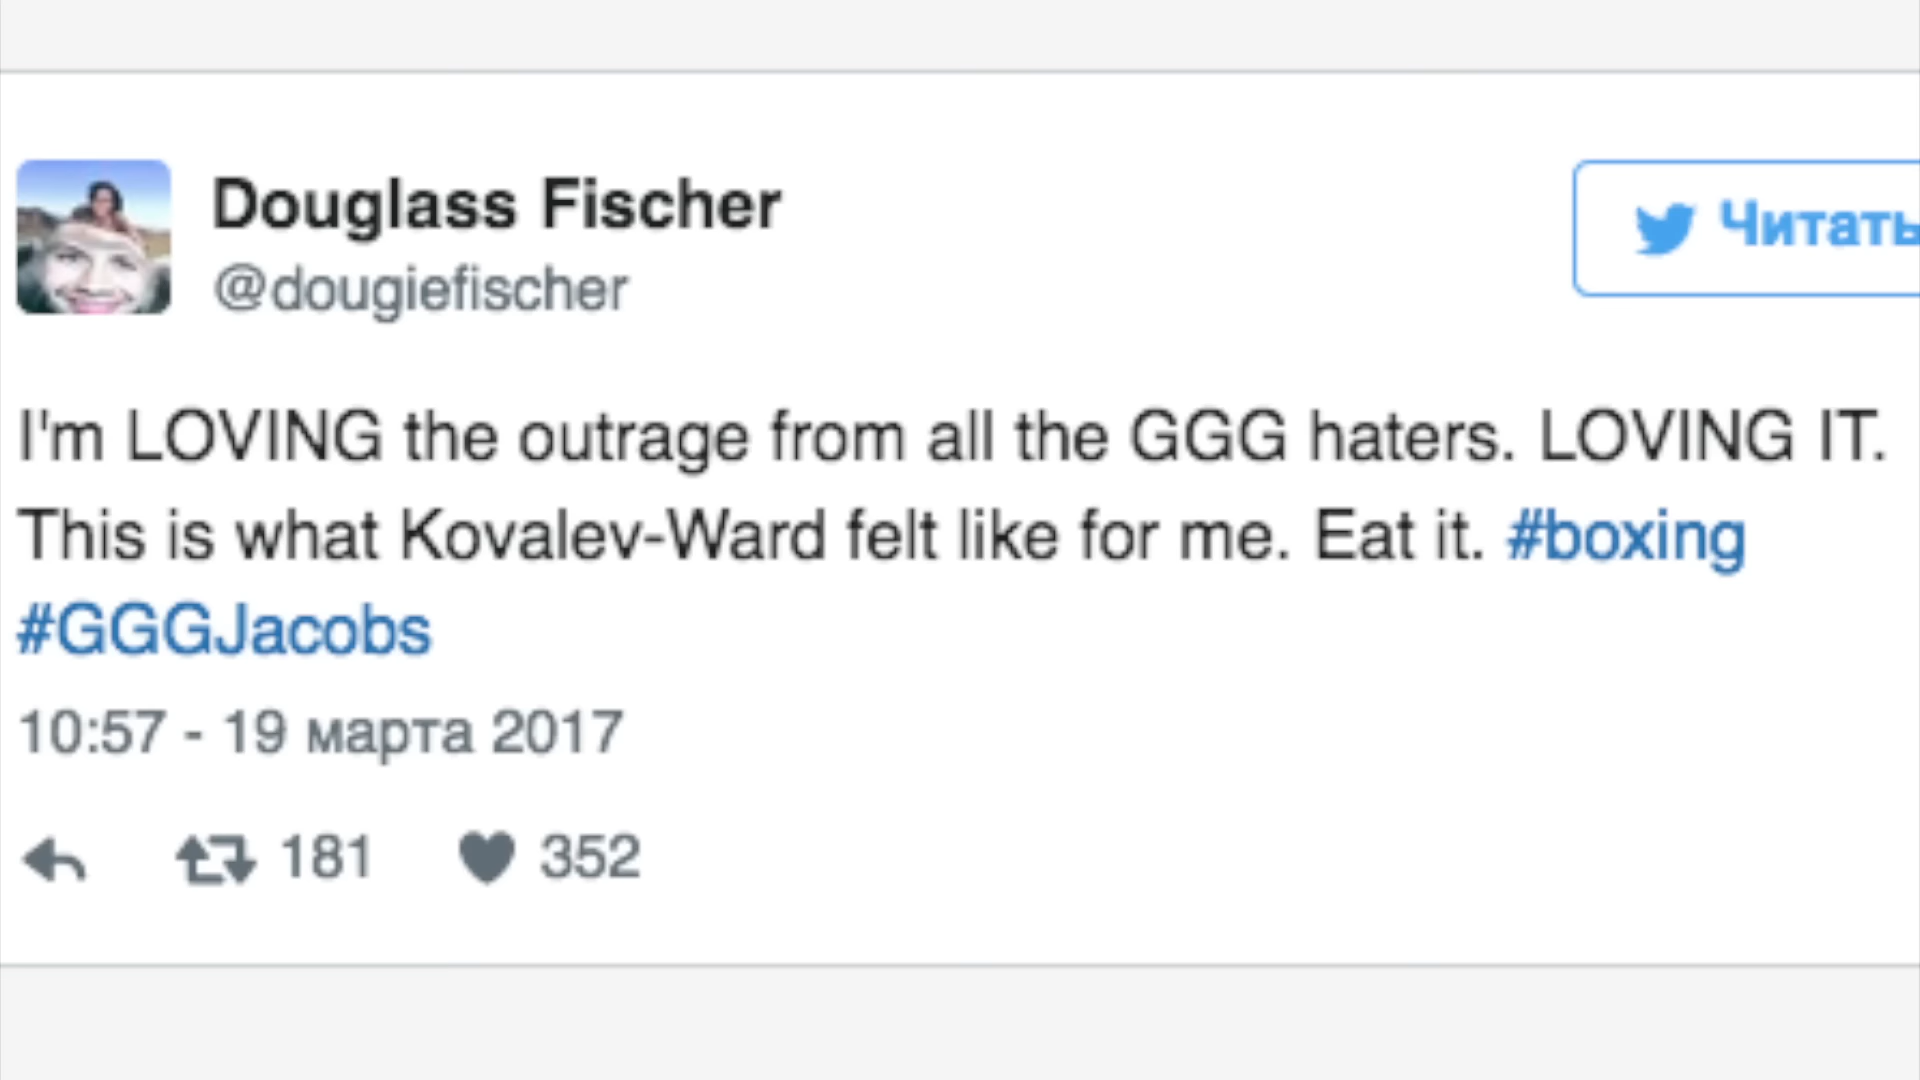 Douglass Fischer
@dougiefischer
Читать
I'm LOVING the outrage from all the GGG haters. LOVING IT.
This is what Kovalev-Ward felt like for me. Eat it. #boxing
#GGGJacobs
10:57 - 19 марта 2017
181 352